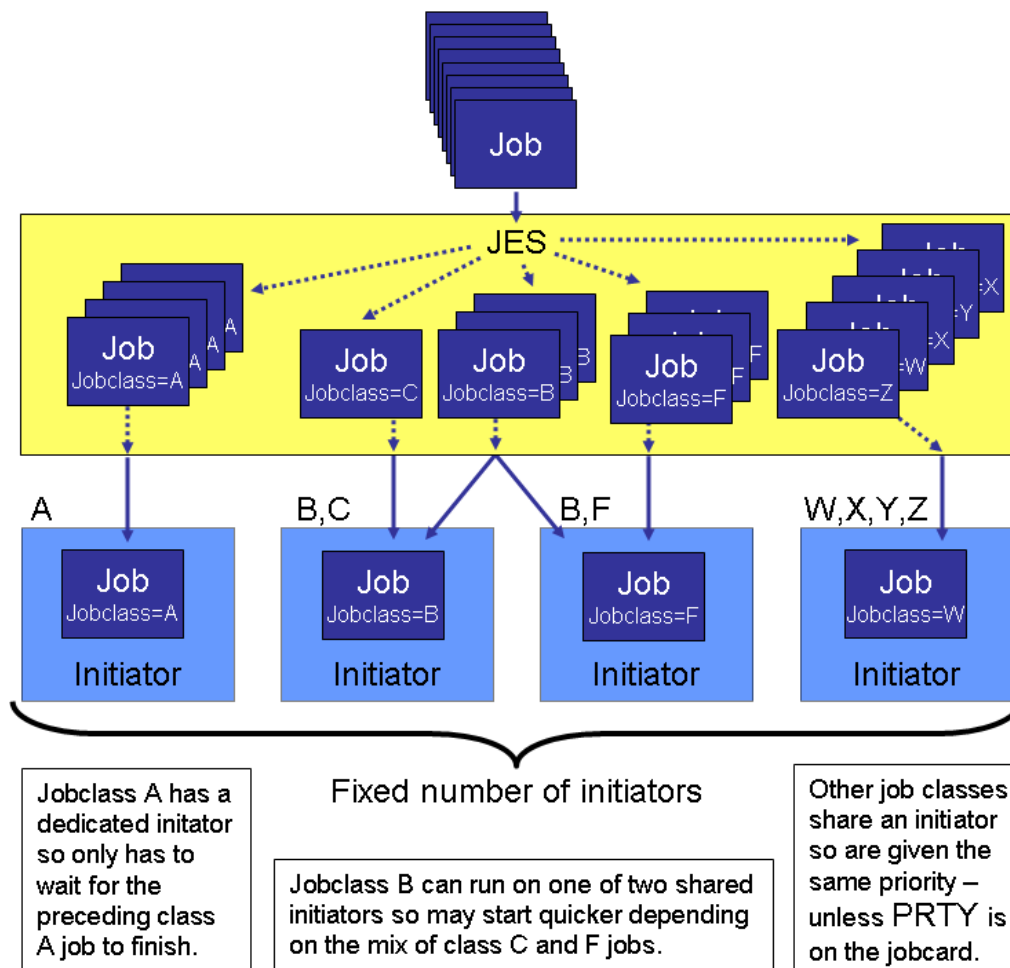 Job
JES
Job
Jobclass=A
A
A
A
Job
Jobclass=C
Job
Jobclass=B
B
B
Job
Jobclass=F
F
F
Job
Jobclass=Z
=W
=X
Job
=Y
Job
=X
A
B,C
B,F
W,X,Y,Z
Job
Jobclass=A
Initiator
Job
Jobclass=B
Initiator
Job
Jobclass=F
Initiator
Job
Jobclass=W
Initiator
Fixed number of initiators
Jobclass A has a
dedicated initator
so only has to
wait for the
preceding class
A job to finish.
Jobclass B can run on one of two shared
initiators so may start quicker depending
on the mix of class C and F jobs.
Other job classes
share an initiator
so are given the
same priority –
unless PRTY is
on the jobcard.